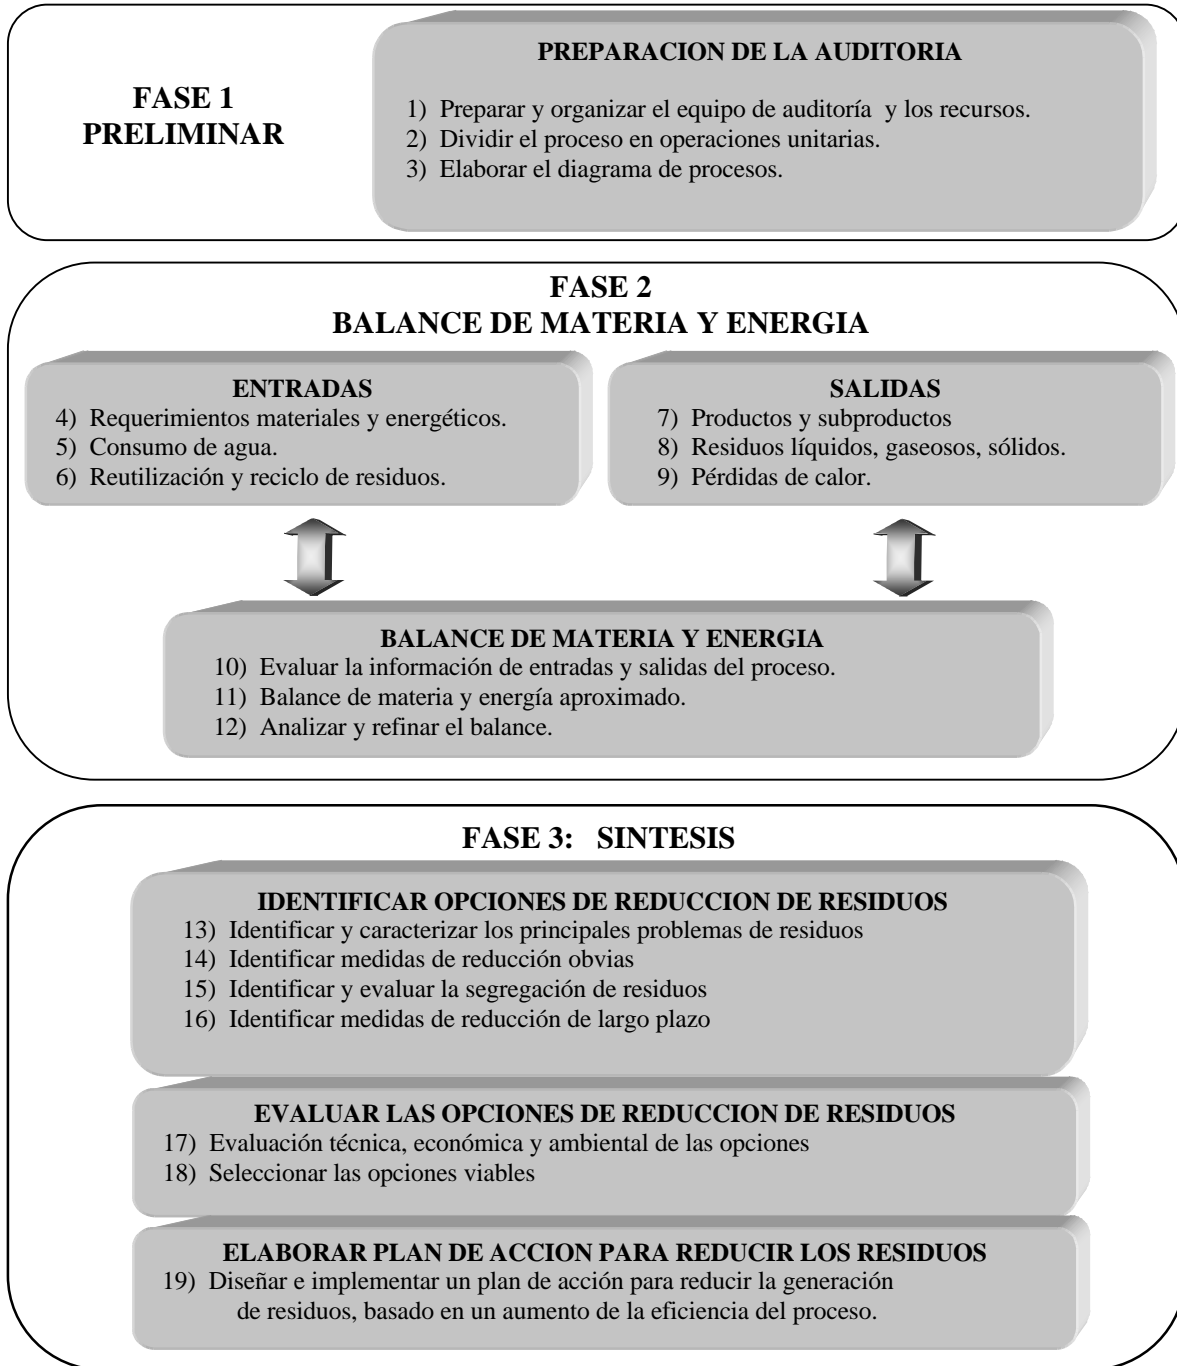 FASE 1
PRELIMINAR
PREPARACION DE LA AUDITORIA
1) Preparar y organizar el equipo de auditoría y los recursos.
2) Dividir el proceso en operaciones unitarias.
3) Elaborar el diagrama de procesos.
FASE 2
BALANCE DE MATERIA Y ENERGIA
ENTRADAS
4) Requerimientos materiales y energéticos.
5) Consumo de agua.
6) Reutilización y reciclo de residuos.
SALIDAS
7) Productos y subproductos
8) Residuos líquidos, gaseosos, sólidos.
9) Pérdidas de calor.
BALANCE DE MATERIA Y ENERGIA
10) Evaluar la información de entradas y salidas del proceso.
11) Balance de materia y energía aproximado.
12) Analizar y refinar el balance.
FASE 3: SINTESIS
IDENTIFICAR OPCIONES DE REDUCCION DE RESIDUOS
13) Identificar y caracterizar los principales problemas de residuos
14) Identificar medidas de reducción obvias
15) Identificar y evaluar la segregación de residuos
16) Identificar medidas de reducción de largo plazo
EVALUAR LAS OPCIONES DE REDUCCION DE RESIDUOS
17) Evaluación técnica, económica y ambiental de las opciones
18) Seleccionar las opciones viables
ELABORAR PLAN DE ACCION PARA REDUCIR LOS RESIDUOS
19) Diseñar e implementar un plan de acción para reducir la generación
de residuos, basado en un aumento de la eficiencia del proceso.